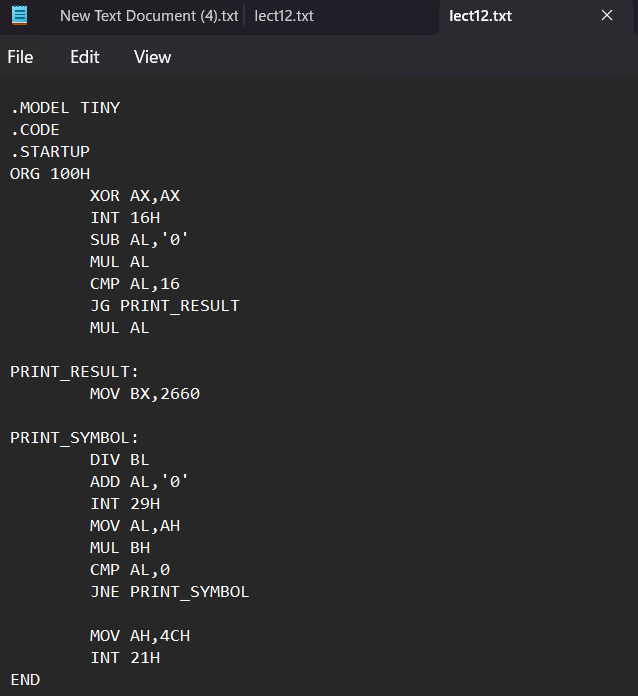 New Text Document (4).txt lect12.txt lect12.txt
File Edit View
.MODEL TINY
.CODE
.STARTUP
ORG 100H
        XOR AX,AX
        INT 16H
        SUB AL,'0'
        MUL AL
        CMP AL,16
        JG PRINT_RESULT
        MUL AL

PRINT_RESULT:
        MOV BX,2660

PRINT_SYMBOL:
        DIV BL
        ADD AL,'0'
        INT 29H
        MOV AL,AH
        MUL BH
        CMP AL,0
        JNE PRINT_SYMBOL

        MOV AH,4CH
        INT 21H
END